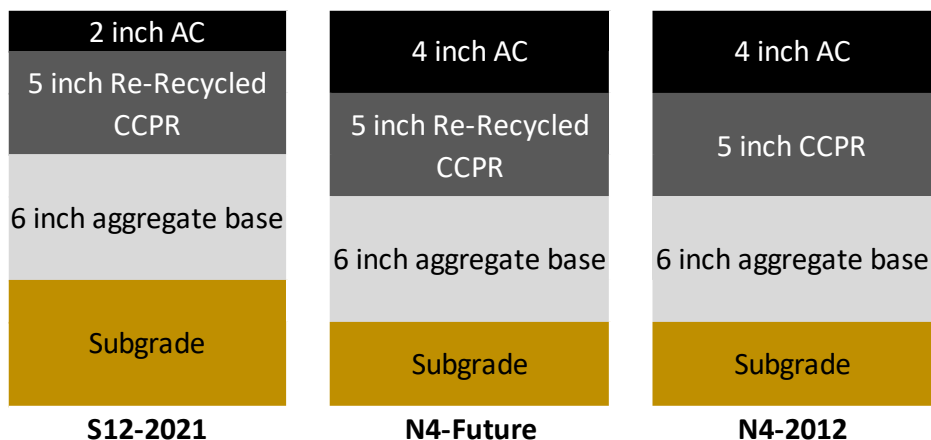 2 inch AC
5 inch Re-Recycled
CCPR
6 inch aggregate base
Subgrade
S12-2021
4 inch AC
5 inch Re-Recycled
CCPR
6 inch aggregate base
Subgrade
N4-Future
4 inch AC
5 inch CCPR
6 inch aggregate base
Subgrade
N4-2012